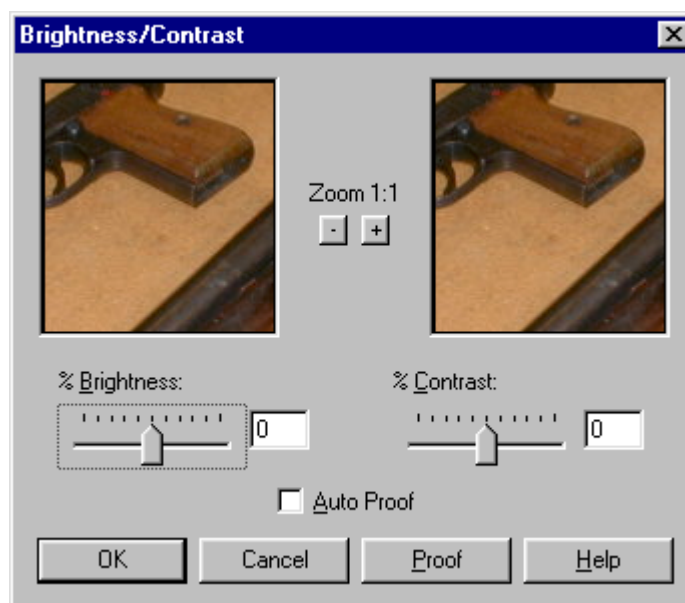 Brightness/Contrast
Zoom 1:1
- +
% Brightness:
% Contrast:
0
0
Auto Proof
OK
Cancel
Proof
Help